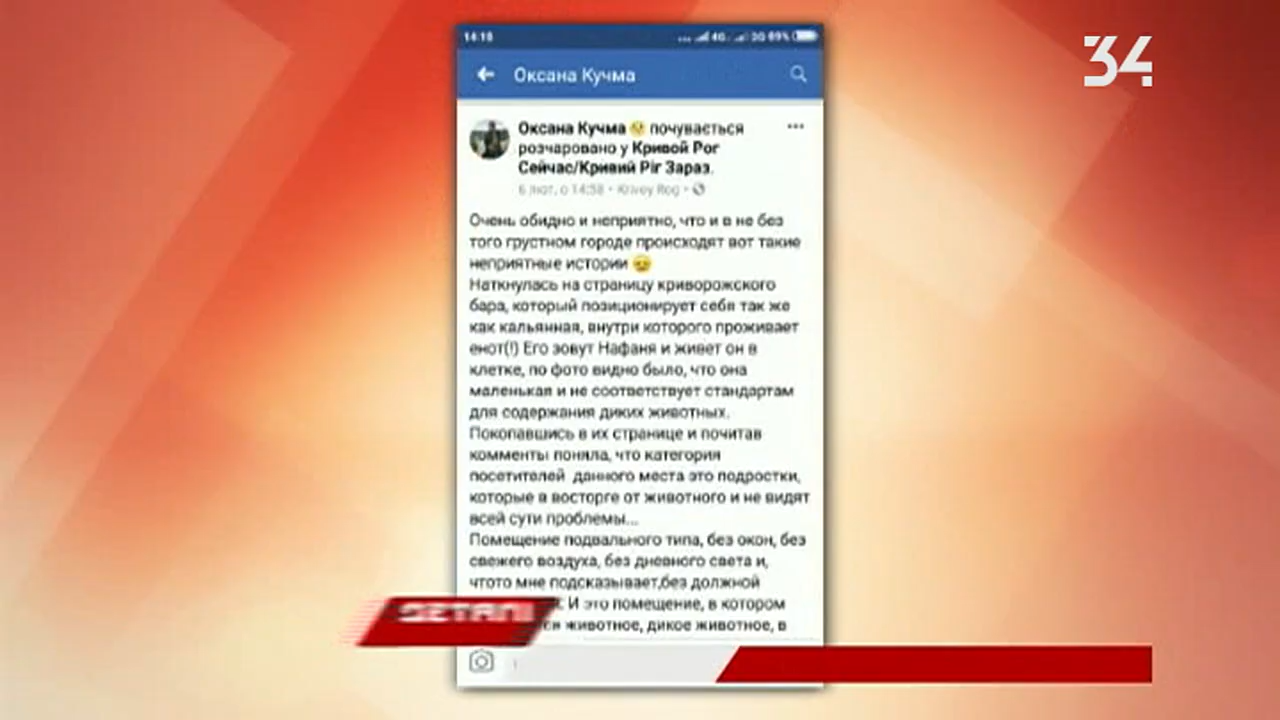 34
14:18
4G 3G 89%
Оксана Кучма
Оксана Кучма 😟 почувається
розчаровано у Кривой Рог
Сейчас/Кривий Ріг Зараз.
6 лют. о 14:58 • Krivoy Rog •
Очень обидно и неприятно, что и в не без
того грустном городе происходят вот такие
неприятные истории 😔
Наткнулась на страницу криворожского
бара, который позиционирует себя так же
как кальянная, внутри которого проживает
енот(!) Его зовут Нафаня и живет он в
клетке, по фото видно было, что она
маленькая и не соответствует стандартам
для содержания диких животных.
Покопавшись в их странице и почитав
комменты поняла, что категория
посетителей данного места это подростки,
которые в восторге от животного и не видят
всей сути проблемы...
Помещение подвального типа, без окон, без
свежего воздуха, без дневного света и,
чтото мне подсказывает,без должной
И это помещение, в котором
ся животное, дикое животное, в